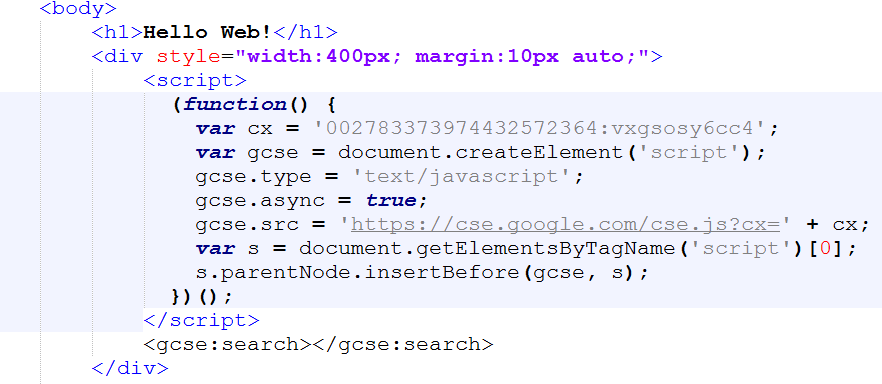 <body>
<h1>Hello Web!</h1>
<div style="width:400px; margin:10px auto;">
<script>
(function() {
var cx = '002783373974432572364:vxgsosy6cc4';
var gcse = document.createElement('script');
gcse.type = 'text/javascript';
gcse.async = true;
gcse.src = 'https://cse.google.com/cse.js?cx=' + cx;
var s = document.getElementsByTagName('script')[0];
s.parentNode.insertBefore(gcse, s);
})();
</script>
<gcse:search></gcse:search>
</div>